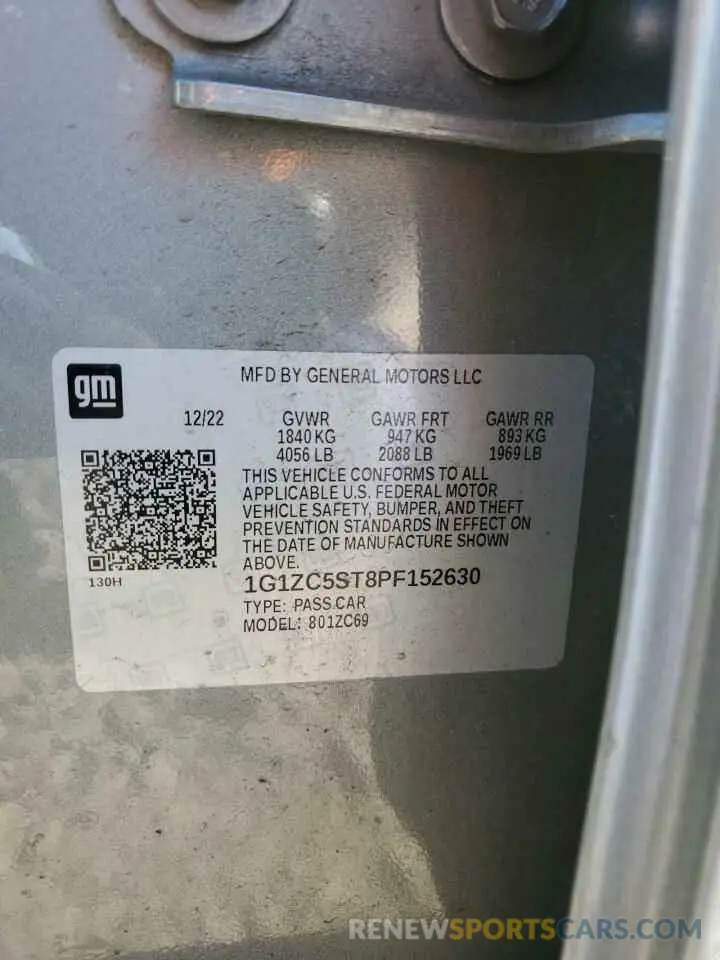 gm
MFD BY GENERAL MOTORS LLC
12/22 GVWR GAWR FRT GAWR RR
1840 KG 947 KG 893 KG
4056 LB 2088 LB 1969 LB
THIS VEHICLE CONFORMS TO ALL
APPLICABLE U.S. FEDERAL MOTOR
VEHICLE SAFETY, BUMPER, AND THEFT
PREVENTION STANDARDS IN EFFECT ON
THE DATE OF MANUFACTURE SHOWN
ABOVE.
130H
1G1ZC5ST8PF152630
TYPE: PASS CAR
MODEL: 801ZC69
RENEWSPORTSCARS.COM